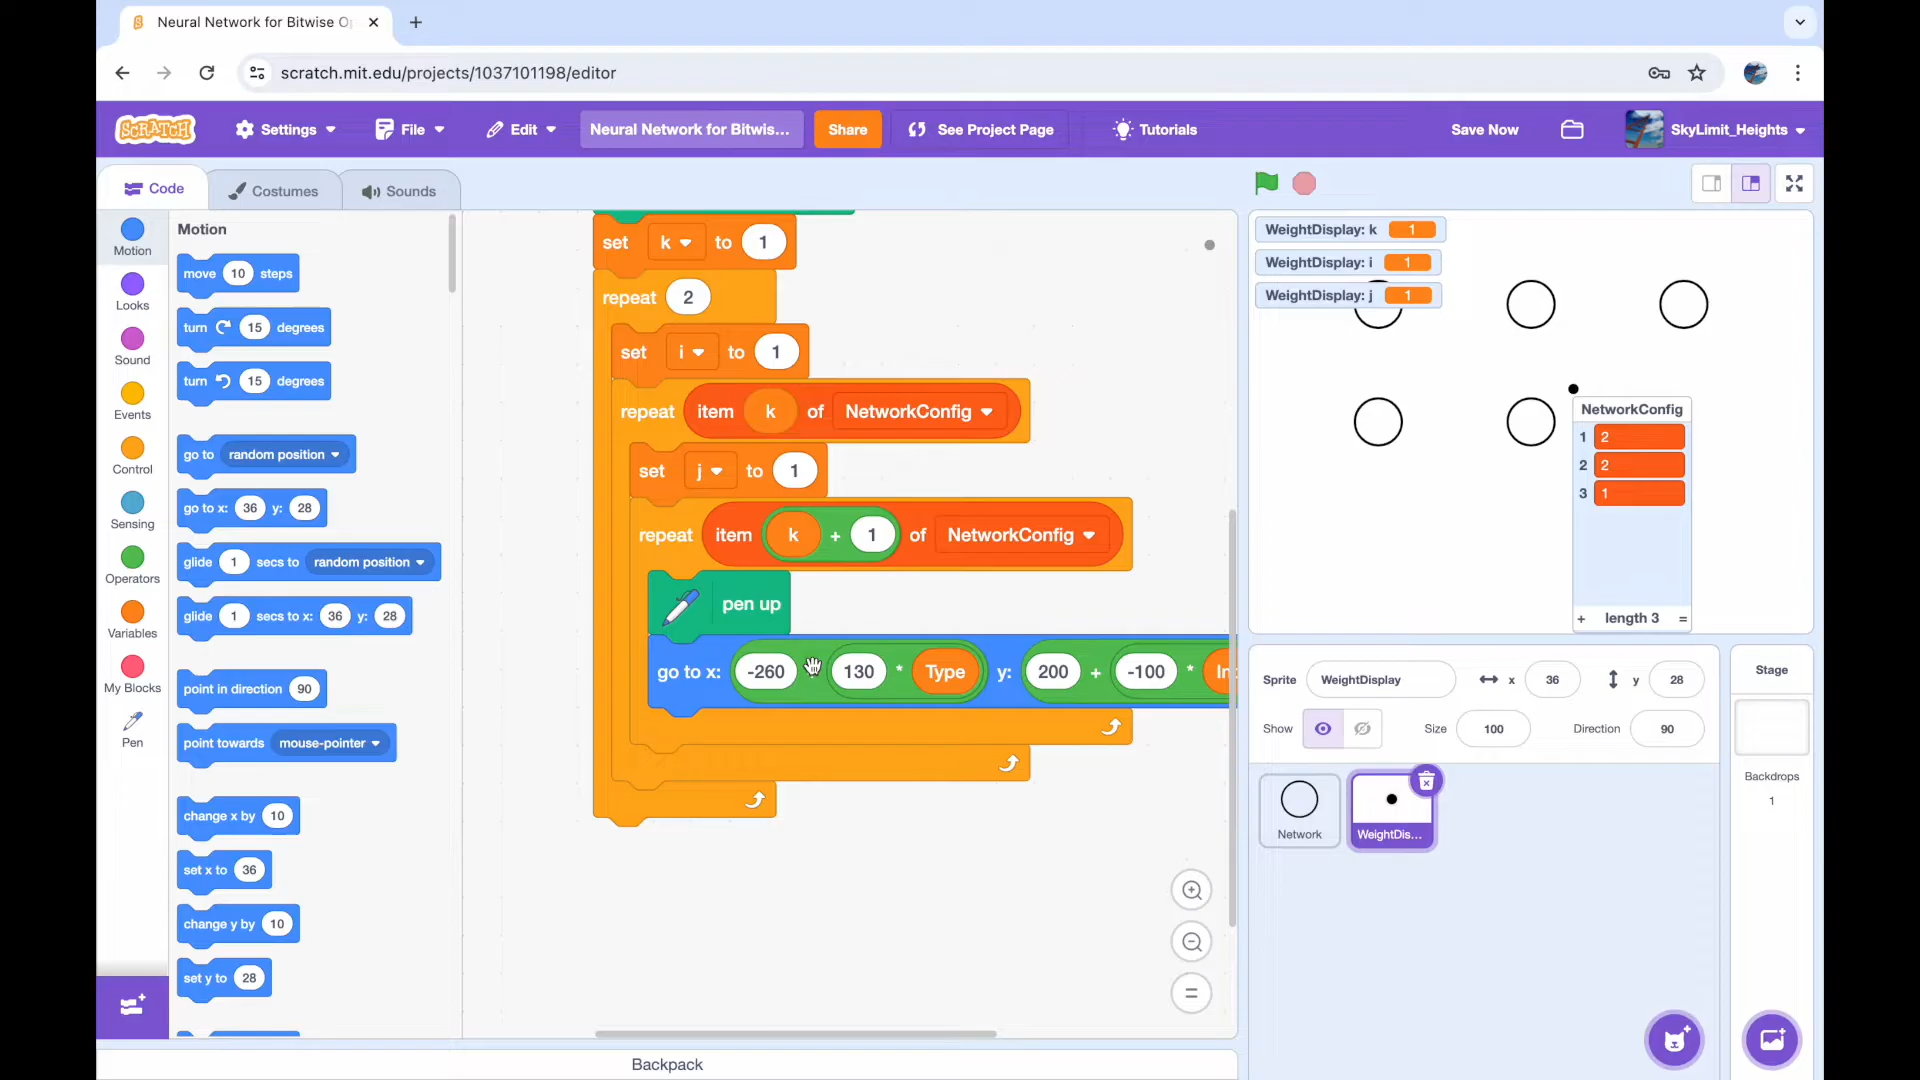 Neural Network for Bitwise Op
scratch.mit.edu/projects/1037101198/editor
SCRATCH
Settings
File
Edit
Neural Network for Bitwis...
Share
See Project Page
Tutorials
Save Now
SkyLimit_Heights
Code
Costumes
Sounds
Motion
Looks
Sound
Events
Control
Sensing
Operators
Variables
My Blocks
Pen
Motion
move 10 steps
turn 15 degrees
turn 15 degrees
go to random position
go to x: 36 y: 28
glide 1 secs to random position
glide 1 secs to x: 36 y: 28
point in direction 90
point towards mouse-pointer
change x by 10
set x to 36
change y by 10
set y to 28
set k to 1
repeat 2
set i to 1
repeat item k of NetworkConfig
set j to 1
repeat item k + 1 of NetworkConfig
pen up
go to x: -260 130 * Type y: 200 + -100 *
Backpack
WeightDisplay: k 1
WeightDisplay: i 1
WeightDisplay: j 1
NetworkConfig
1 2
2 2
3 1
+ length 3 =
Sprite WeightDisplay x 36 y 28
Show Size 100 Direction 90
Network
WeightDis...
Stage
Backdrops
1